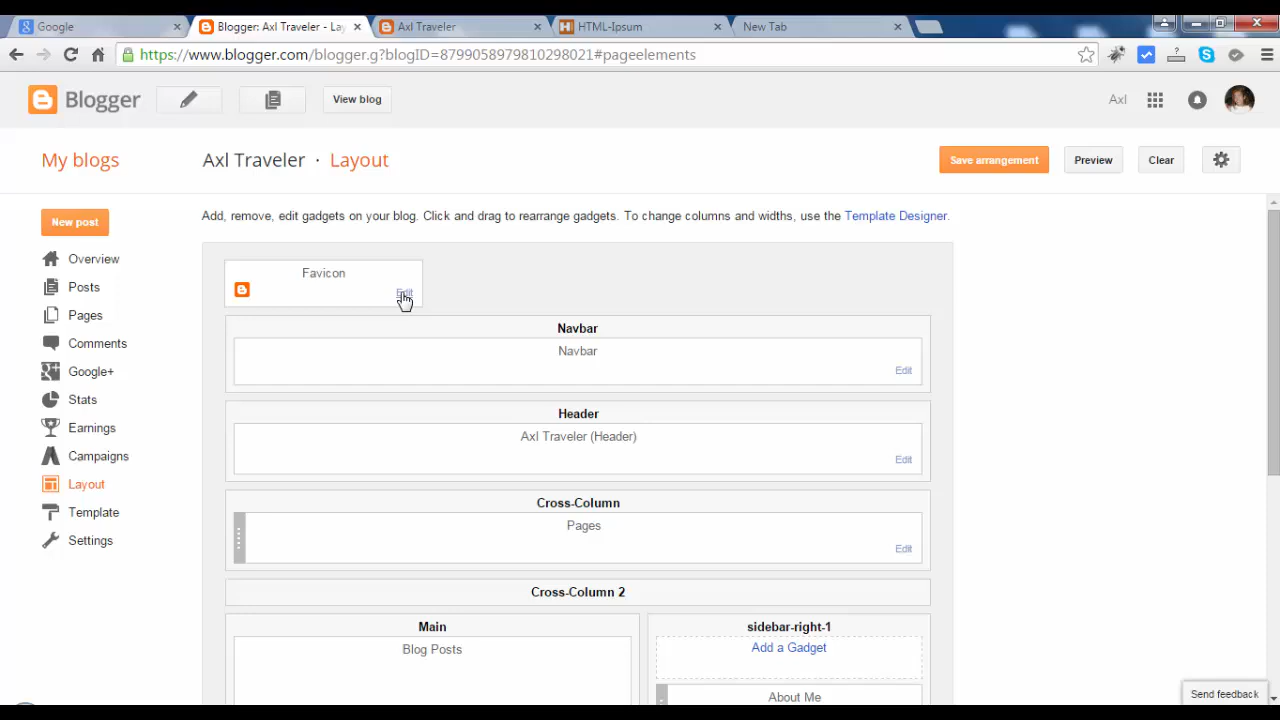 Google
Blogger: Axl Traveler - La
Axl Traveler
HTML-Ipsum
New Tab
https://www.blogger.com/blogger.g?blogID=8799058979810298021#pageelements
Blogger
View blog
Axl
My blogs
Axl Traveler · Layout
Save arrangement
Preview
Clear
New post
Add, remove, edit gadgets on your blog. Click and drag to rearrange gadgets. To change columns and widths, use the Template Designer.
Overview
Posts
Pages
Comments
Google+
Stats
Earnings
Campaigns
Layout
Template
Settings
Favicon
Edit
Navbar
Navbar
Edit
Header
Axl Traveler (Header)
Edit
Cross-Column
Pages
Edit
Cross-Column 2
Main
Blog Posts
sidebar-right-1
Add a Gadget
About Me
Send feedback